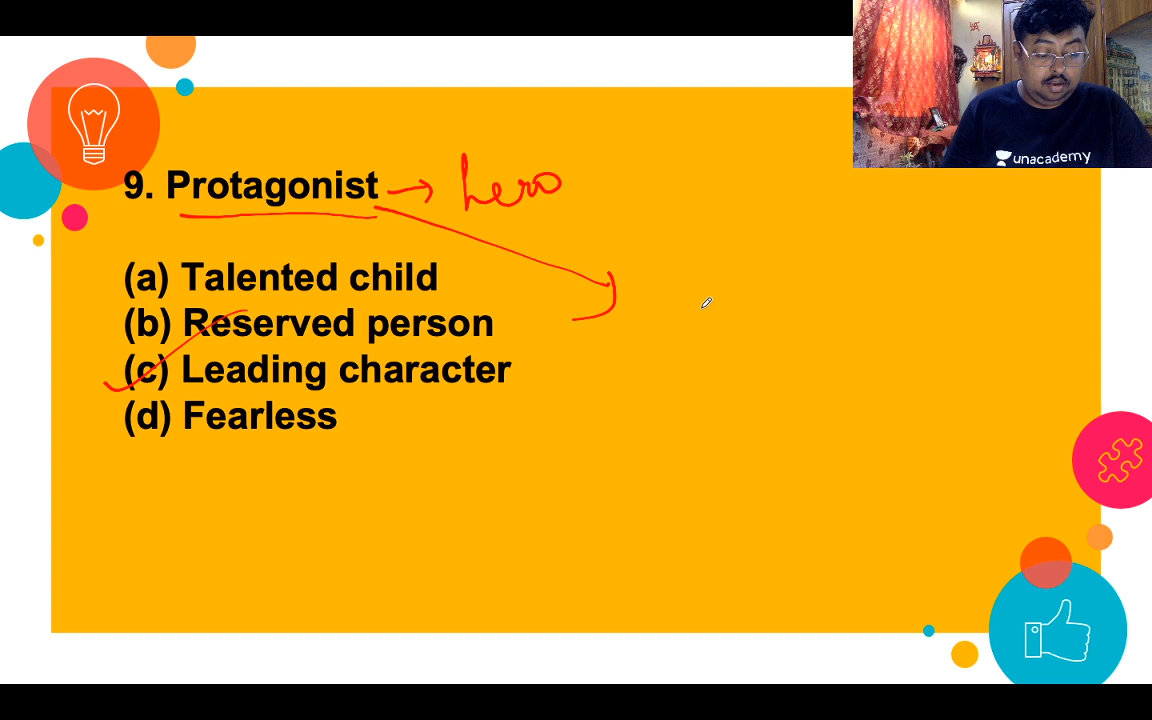 unacademy
9. Protagonist → hero
(a) Talented child
(b) Reserved person
(c) Leading character
(d) Fearless